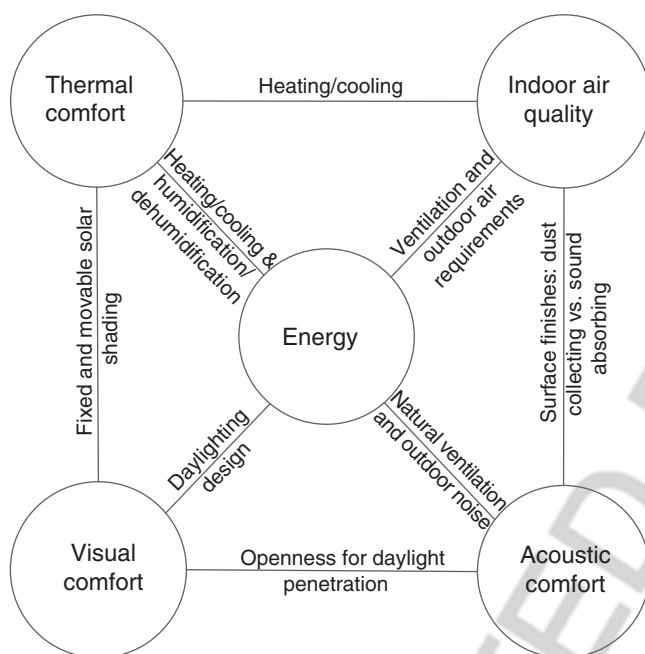 Thermal
comfort
Heating/cooling
Indoor air
quality
Heating/cooling &
humidification/
dehumidification
Ventilation and
outdoor air
requirements
Fixed and movable solar
shading
Energy
Surface finishes: dust
collecting vs. sound
absorbing
Daylighting
design
Natural ventilation
and outdoor noise
Visual
comfort
Openness for daylight
penetration
Acoustic
comfort